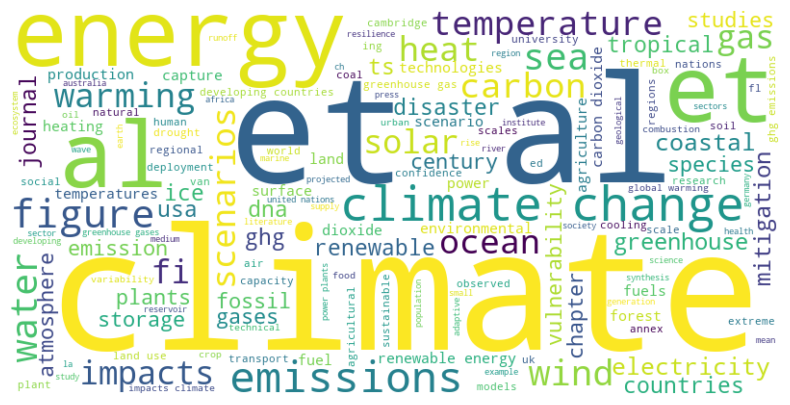 energy
runoff
resilience
cambridge
university
temperature
studies
ing
heat
sea
tropical
gas
region
production
capture
ts
technologies
coal
ch
greenhouse gas
carbon
box
thermal
nations
australia
warming
developing countries
africa
press
disaster
carbon dioxide
regions
sectors
fl
ghg emissions
journal
oil
natural
al
et al
et
ecosystem
heating
human
drought
urban
scenario
scales
institute
agriculture
geological
combustion
soil
wave
earth
regional
world
marine
solar
rise
river
coastal
deployment
land
century
ed
species
social
van
confidence
research
temperatures
ice
surface
power
projected
global warming
figure
usa
scenarios
dna
united nations
climate change
germany
mitigation
sector
literature
supply
environmental
vulnerability
society
cooling
health
greenhouse gases
emission
ghg
dioxide
renewable
ocean
scale
greenhouse
developing
medium
air
science
water
atmosphere
fi
climate
variability
capacity
food
observed
synthesis
fuels
plants
fossil
power plants
agricultural
sustainable
population
adaptive
small
generation
reservoir
storage
gases
technical
chapter
forest
annex
extreme
mean
la
land use
crop
transport
fuel
renewable energy
uk
plant
study
impacts
impacts climate
emissions
models
example
wind
electricity
countries